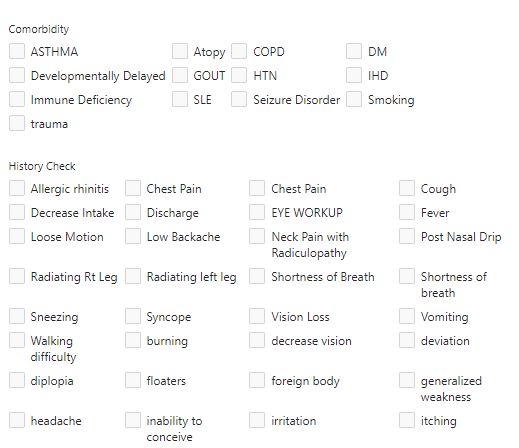 Comorbidity
ASTHMA Atopy COPD DM
Developmentally Delayed GOUT HTN IHD
Immune Deficiency SLE Seizure Disorder Smoking
trauma
History Check
Allergic rhinitis Chest Pain Chest Pain Cough
Decrease Intake Discharge EYE WORKUP Fever
Loose Motion Low Backache Neck Pain with Post Nasal Drip
Radiculopathy
Radiating Rt Leg Radiating left leg Shortness of Breath Shortness of
breath
Sneezing Syncope Vision Loss Vomiting
Walking burning decrease vision deviation
difficulty
diplopia floaters foreign body generalized
weakness
headache inability to irritation itching
conceive